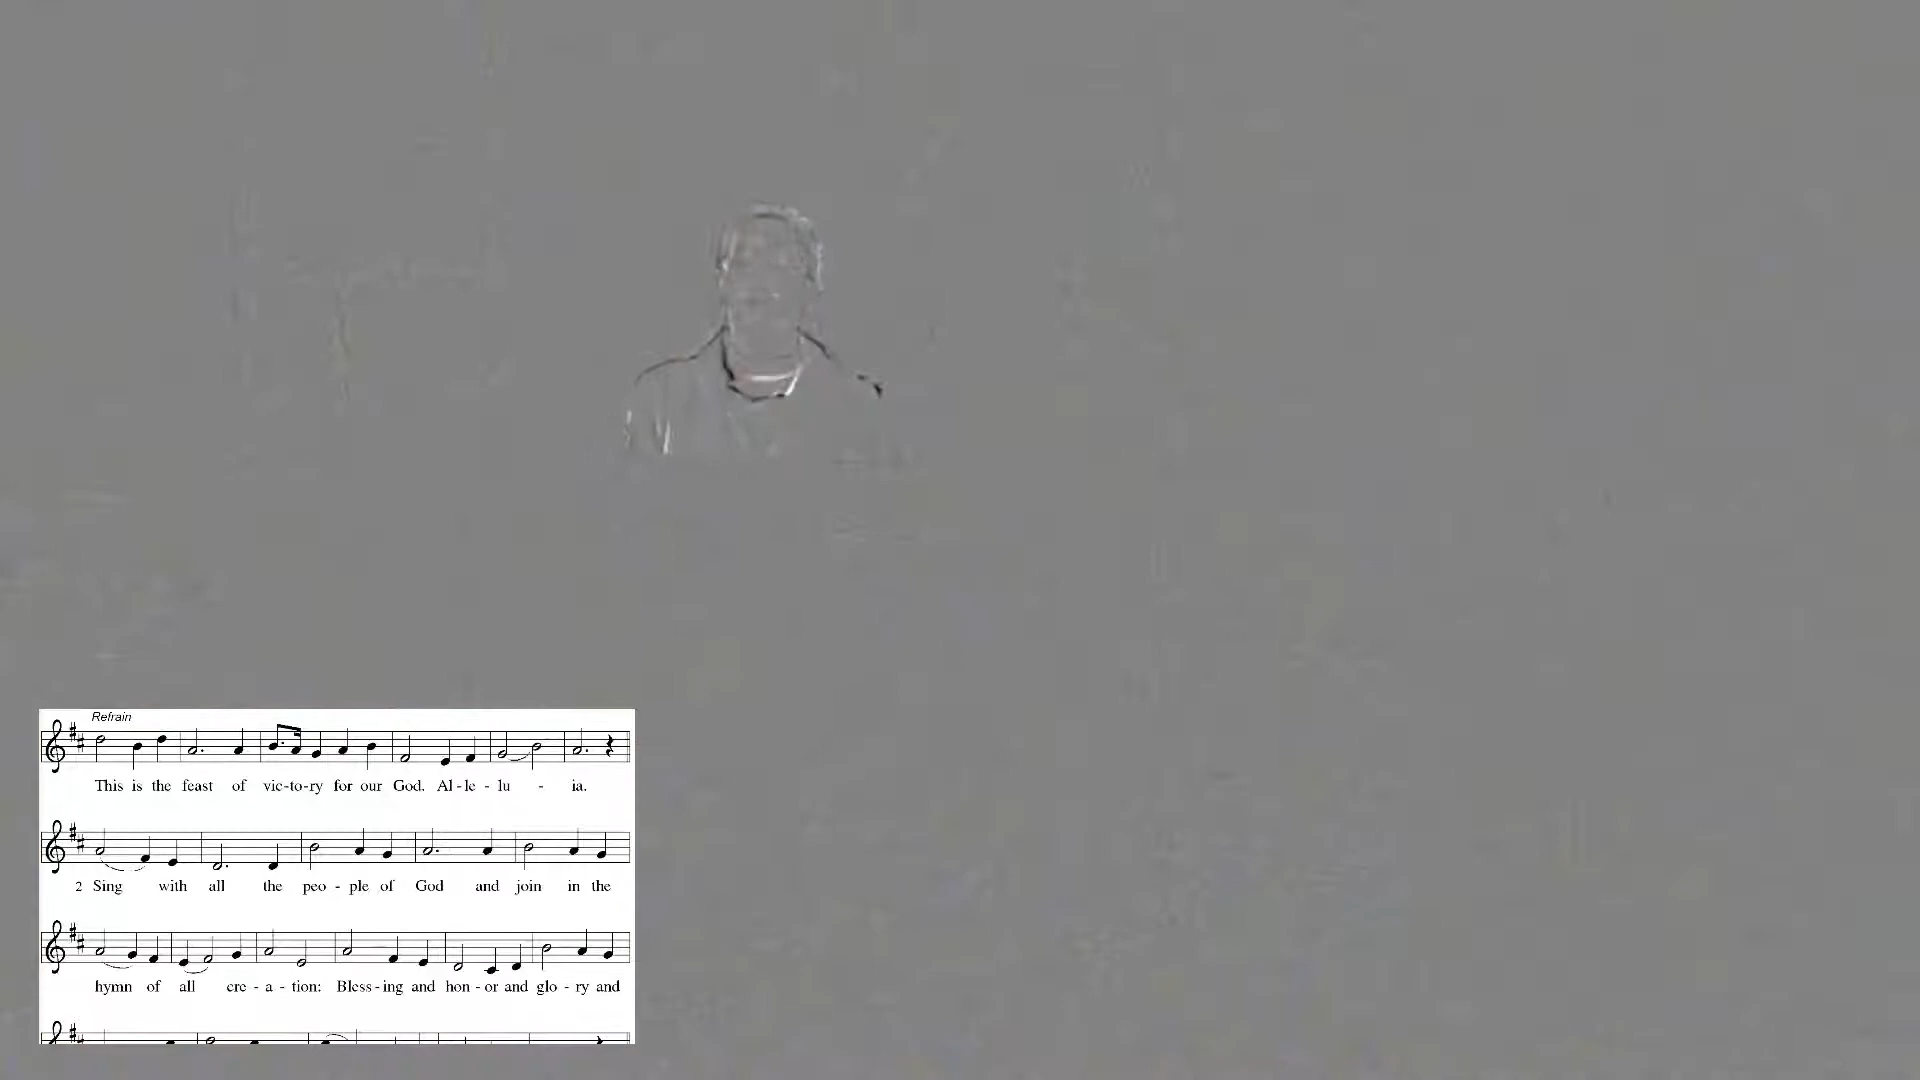 Refrain
This is the feast of vic-to-ry for our God. Al-le - lu - ia.
2 Sing with all the peo - ple of God and join in the
hymn of all cre - a - tion: Bless - ing and hon - or and glo - ry and